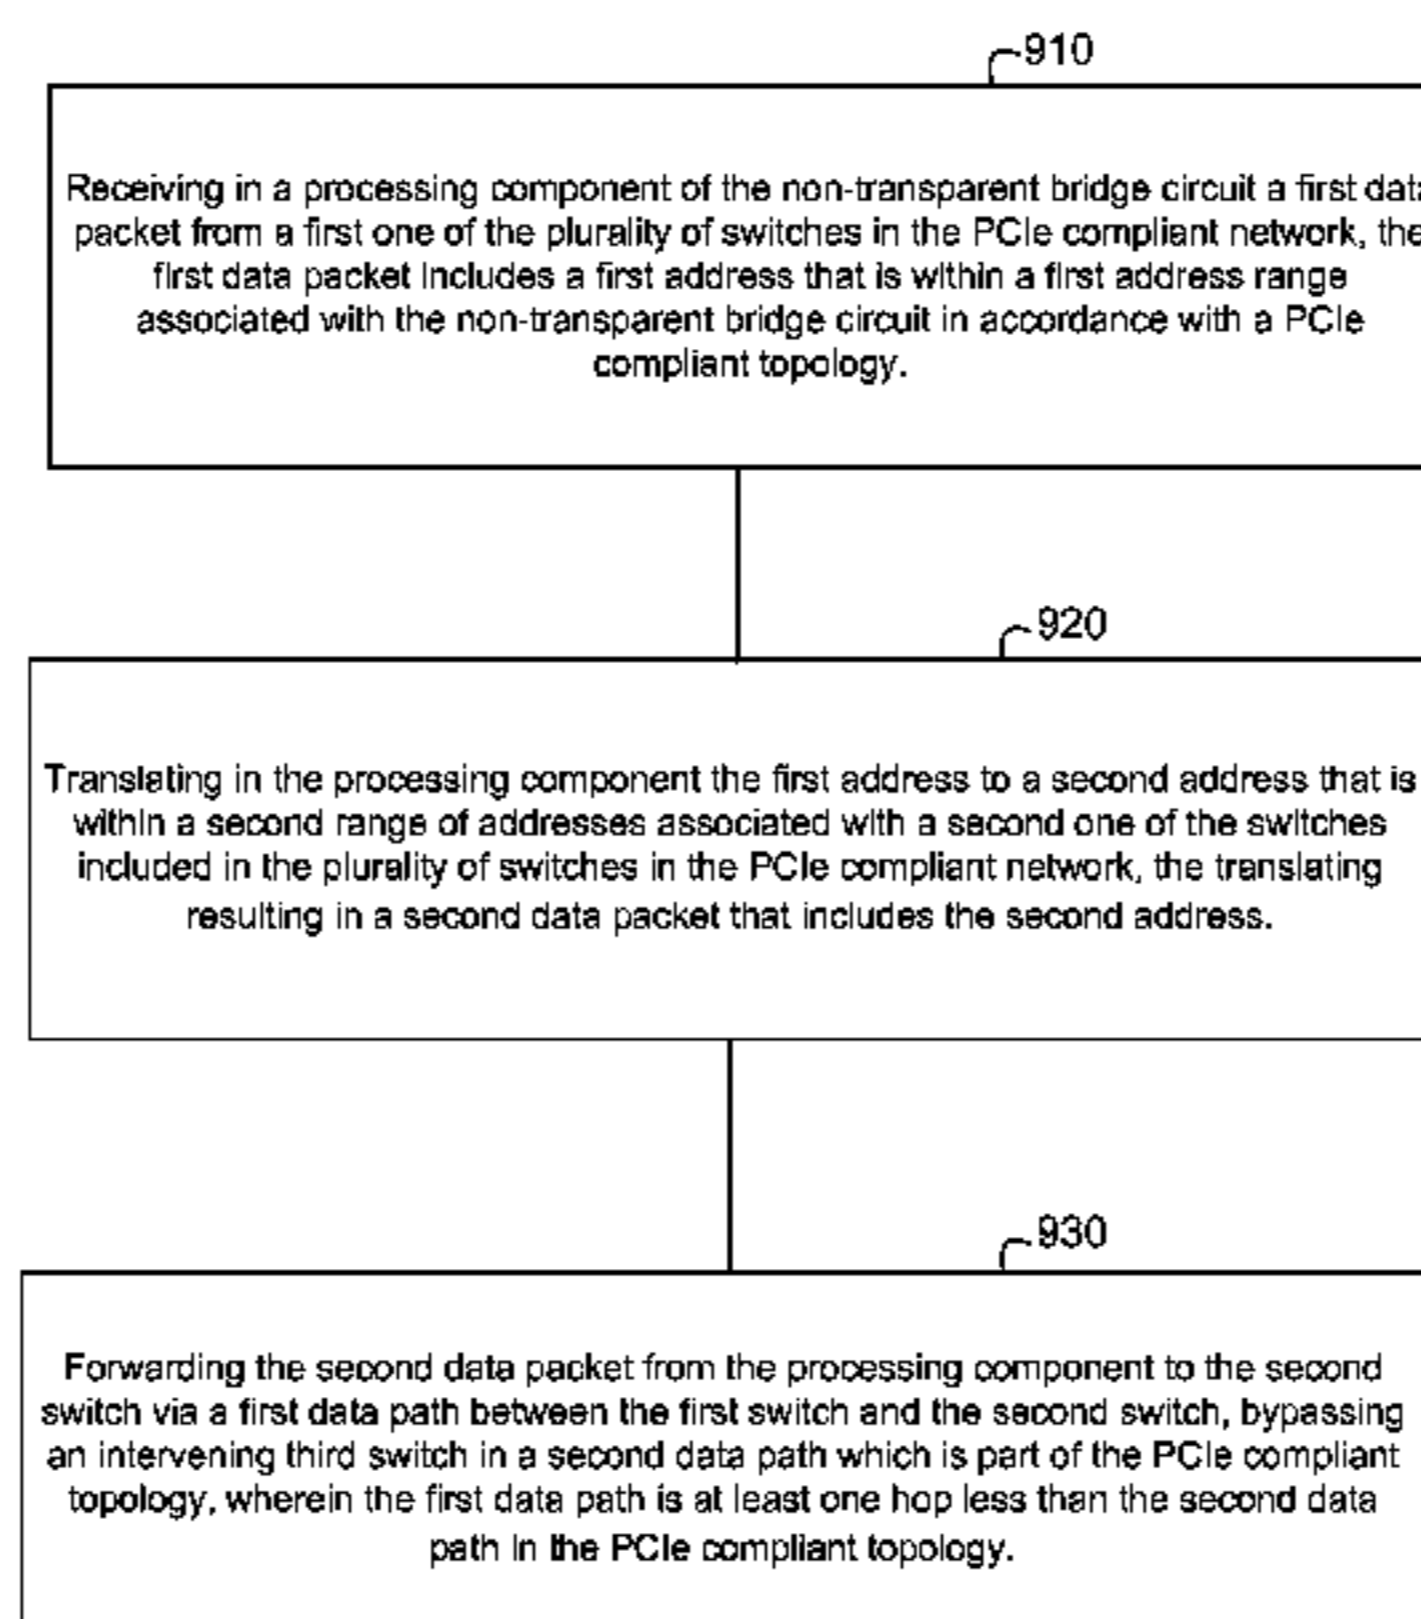 910
Receiving in a processing component of the non-transparent bridge circuit a first data
packet from a first one of the plurality of switches in the PCIe compliant network, the
first data packet includes a first address that is within a first address range
associated with the non-transparent bridge circuit in accordance with a PCIe
compliant topology.
920
Translating in the processing component the first address to a second address that is
within a second range of addresses associated with a second one of the switches
included in the plurality of switches in the PCIe compliant network, the translating
resulting in a second data packet that includes the second address.
930
Forwarding the second data packet from the processing component to the second
switch via a first data path between the first switch and the second switch, bypassing
an intervening third switch in a second data path which is part of the PCIe compliant
topology, wherein the first data path is at least one hop less than the second data
path in the PCIe compliant topology.